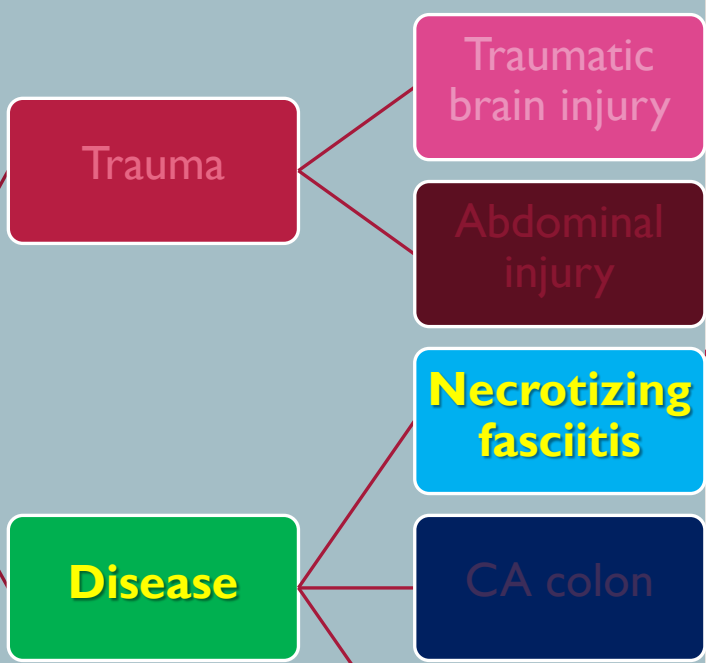 Traumatic
brain injury
Trauma
Abdominal
injury
Necrotizing
fasciitis
Disease
CA colon